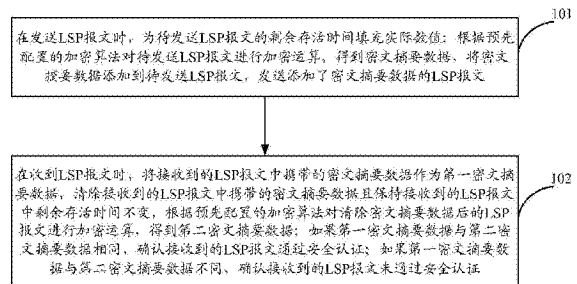 101
在发送LSP报文时，为待发送LSP报文的剩余存活时间填充实际数值；根据预先
配置的加密算法对待发送LSP报文进行加密运算，得到密文摘要数据，将密文
摘要数据添加到待发送LSP报文，发送添加了密文摘要数据的LSP报文
102
在收到LSP报文时，将接收到的LSP报文中携带的密文摘要数据作为第一密文摘
要数据，清除接收到的LSP报文中携带的密文摘要数据且保持接收到的LSP报文
中剩余存活时间不变，根据预先配置的加密算法对清除密文摘要数据后的LSP
报文进行加密运算，得到第二密文摘要数据；如果第一密文摘要数据与第二密
文摘要数据相同，确认接收到的LSP报文通过安全认证；如果第一密文摘要数
据与第二密文摘要数据不同，确认接收到的LSP报文未通过安全认证